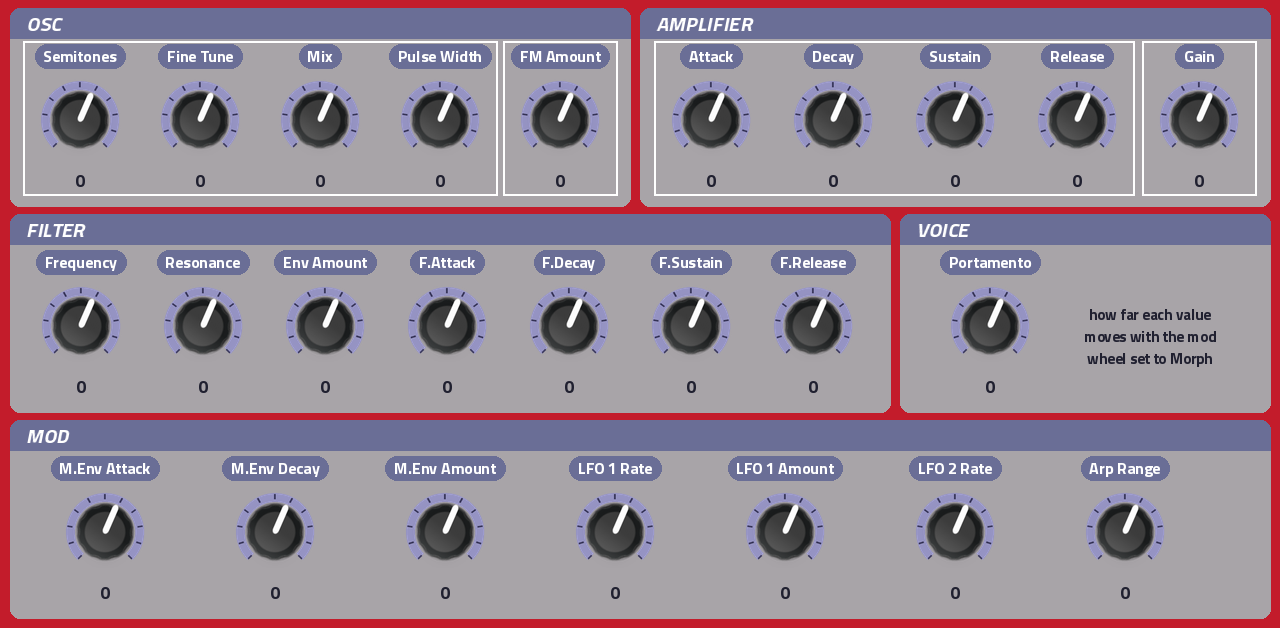 OSC
Semitones Fine Tune Mix Pulse Width FM Amount
0 0 0 0 0
AMPLIFIER
Attack Decay Sustain Release Gain
0 0 0 0 0
FILTER
Frequency Resonance Env Amount F.Attack F.Decay F.Sustain F.Release
0 0 0 0 0 0 0
VOICE
Portamento
0
how far each value
moves with the mod
wheel set to Morph
MOD
M.Env Attack M.Env Decay M.Env Amount LFO 1 Rate LFO 1 Amount LFO 2 Rate Arp Range
0 0 0 0 0 0 0